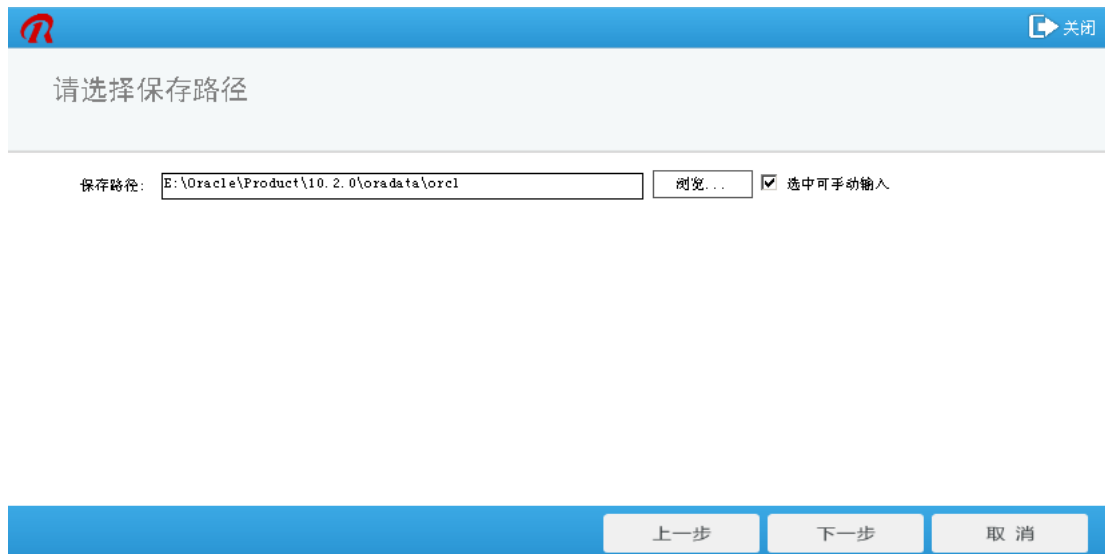 关闭
请选择保存路径
保存路径: E:\Oracle\Product\10.2.0\oradata\orcl 浏览... 选中可手动输入
上一步 下一步 取 消